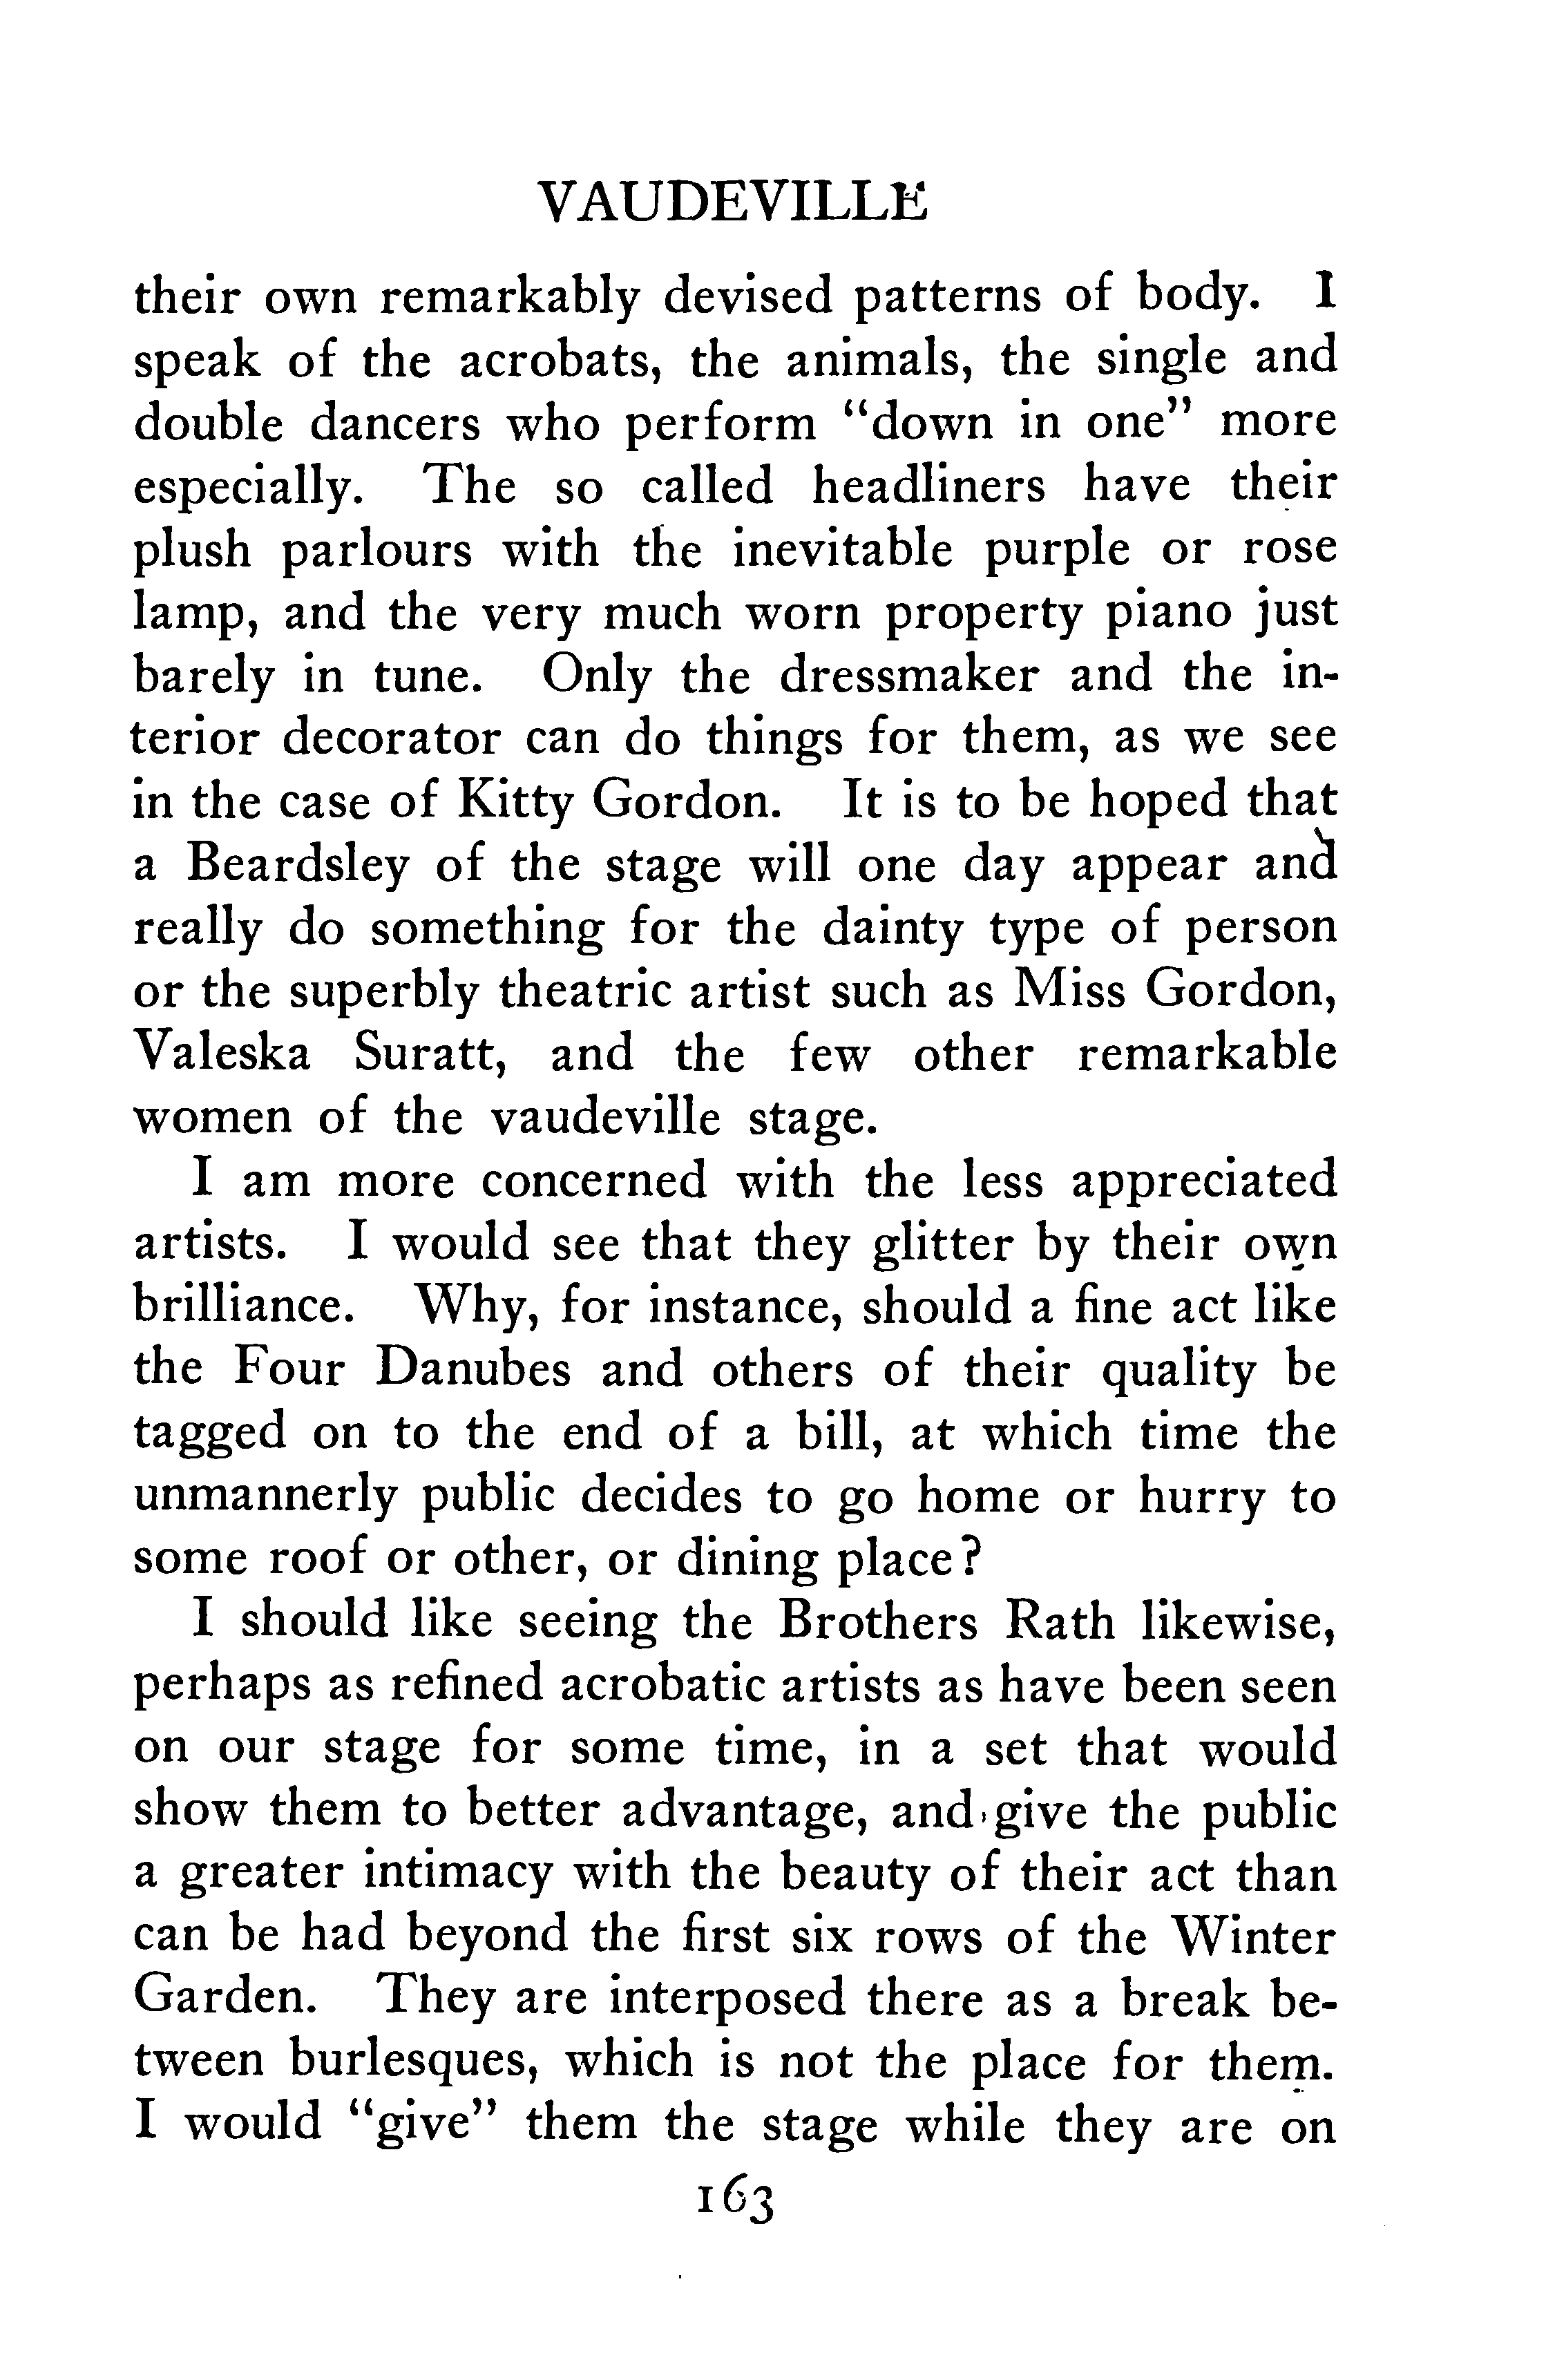 VAUDEVILLE
their own remarkably devised patterns of body. I
speak of the acrobats, the animals, the single and
double dancers who perform “down in one” more
especially. The so called headliners have their
plush parlours with the inevitable purple or rose
lamp, and the very much worn property piano just
barely in tune. Only the dressmaker and the in-
terior decorator can do things for them, as we see
in the case of Kitty Gordon. It is to be hoped that
a Beardsley of the stage will one day appear and
really do something for the dainty type of person
or the superbly theatric artist such as Miss Gordon,
Valeska Suratt, and the few other remarkable
women of the vaudeville stage.
I am more concerned with the less appreciated
artists. I would see that they glitter by their own
brilliance. Why, for instance, should a fine act like
the Four Danubes and others of their quality be
tagged on to the end of a bill, at which time the
unmannerly public decides to go home or hurry to
some roof or other, or dining place?
I should like seeing the Brothers Rath likewise,
perhaps as refined acrobatic artists as have been seen
on our stage for some time, in a set that would
show them to better advantage, and give the public
a greater intimacy with the beauty of their act than
can be had beyond the first six rows of the Winter
Garden. They are interposed there as a break be-
tween burlesques, which is not the place for them.
I would “give” them the stage while they are on
163